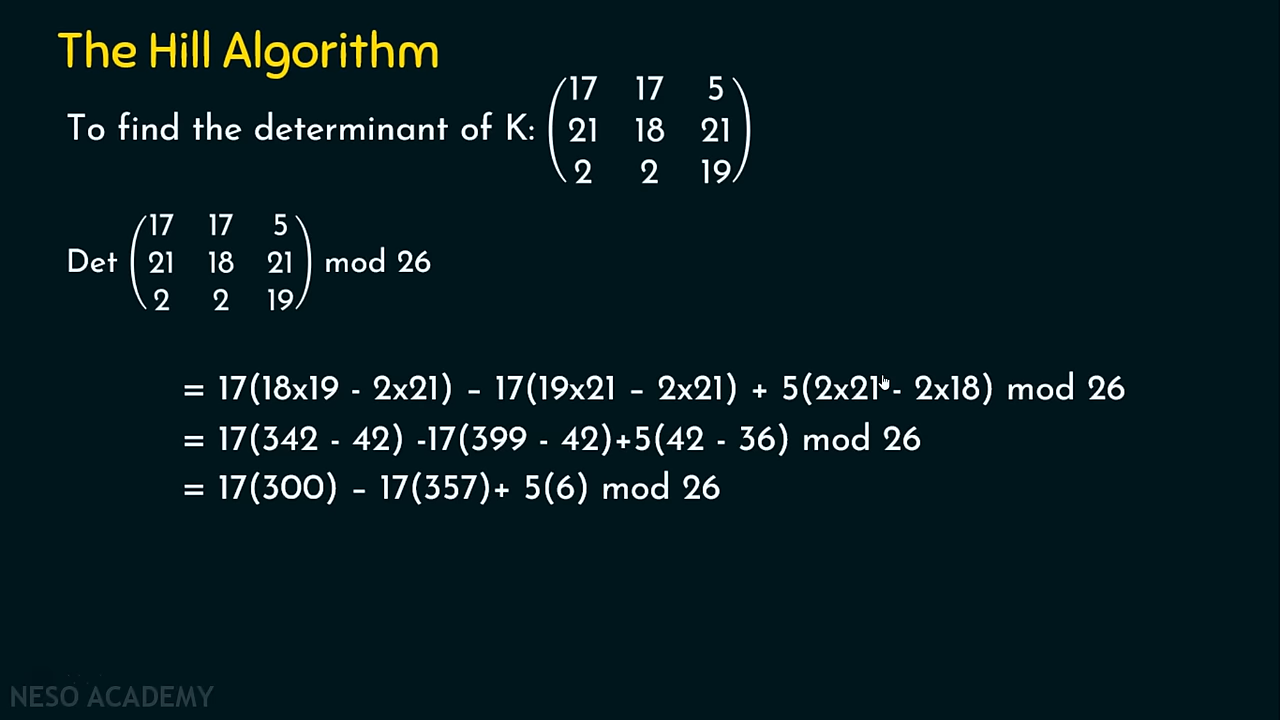 The Hill Algorithm
To find the determinant of K: (17 17 5
21 18 21
2 2 19)
Det (17 17 5
21 18 21
2 2 19) mod 26
= 17(18x19 - 2x21) – 17(19x21 – 2x21) + 5(2x21 - 2x18) mod 26
= 17(342 - 42) -17(399 - 42)+5(42 - 36) mod 26
= 17(300) – 17(357)+ 5(6) mod 26
NESO ACADEMY